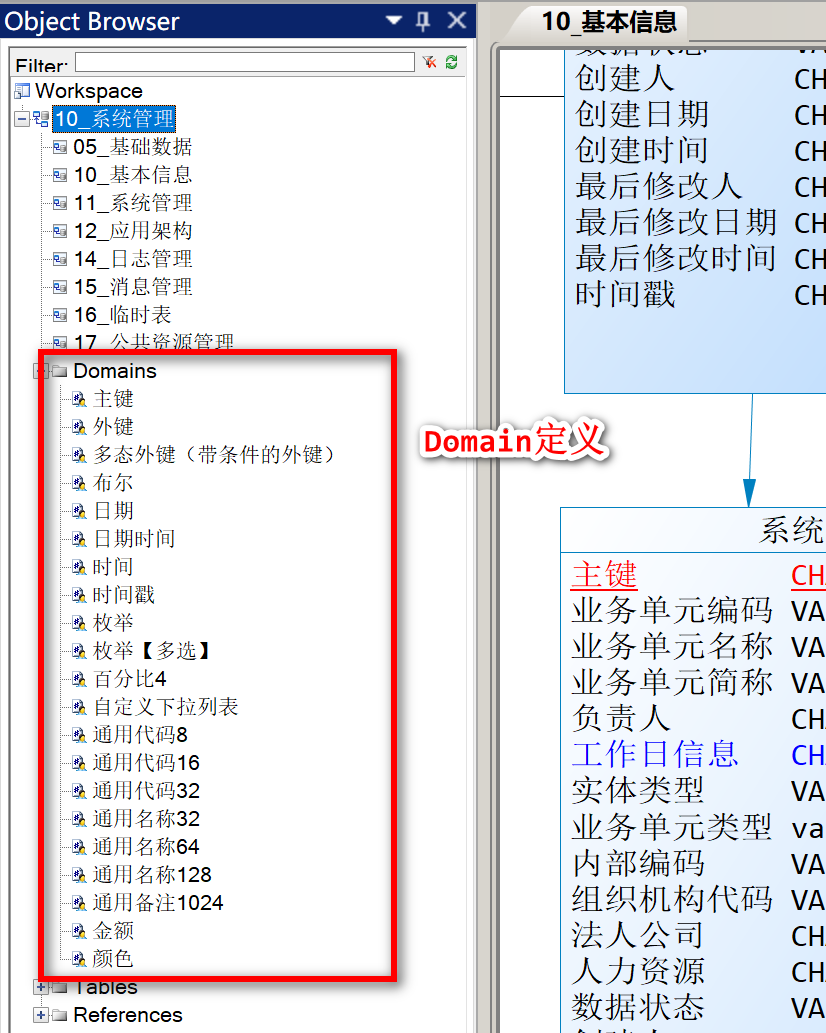 Object Browser
Filter:
Workspace
10_系统管理
05_基础数据
10_基本信息
11_系统管理
12_应用架构
14_日志管理
15_消息管理
16_临时表
17_公共资源管理
Domains
主键
外键
多态外键（带条件的外键）
布尔
日期
日期时间
时间
时间戳
枚举
枚举【多选】
百分比4
自定义下拉列表
通用代码8
通用代码16
通用代码32
通用名称32
通用名称64
通用名称128
通用备注1024
金额
颜色
Tables
References
Domain定义
10_基本信息
数据状态 VA
创建人 CH
创建日期 CH
创建时间 CH
最后修改人 CH
最后修改日期 CH
最后修改时间 CH
时间戳 CH
系统
主键 CHA
业务单元编码 VA
业务单元名称 VA
业务单元简称 VA
负责人 CHA
工作日信息 CHA
实体类型 VA
业务单元类型 va
内部编码 VA
组织机构代码 VA
法人公司 CH
人力资源 CHA
数据状态 VA